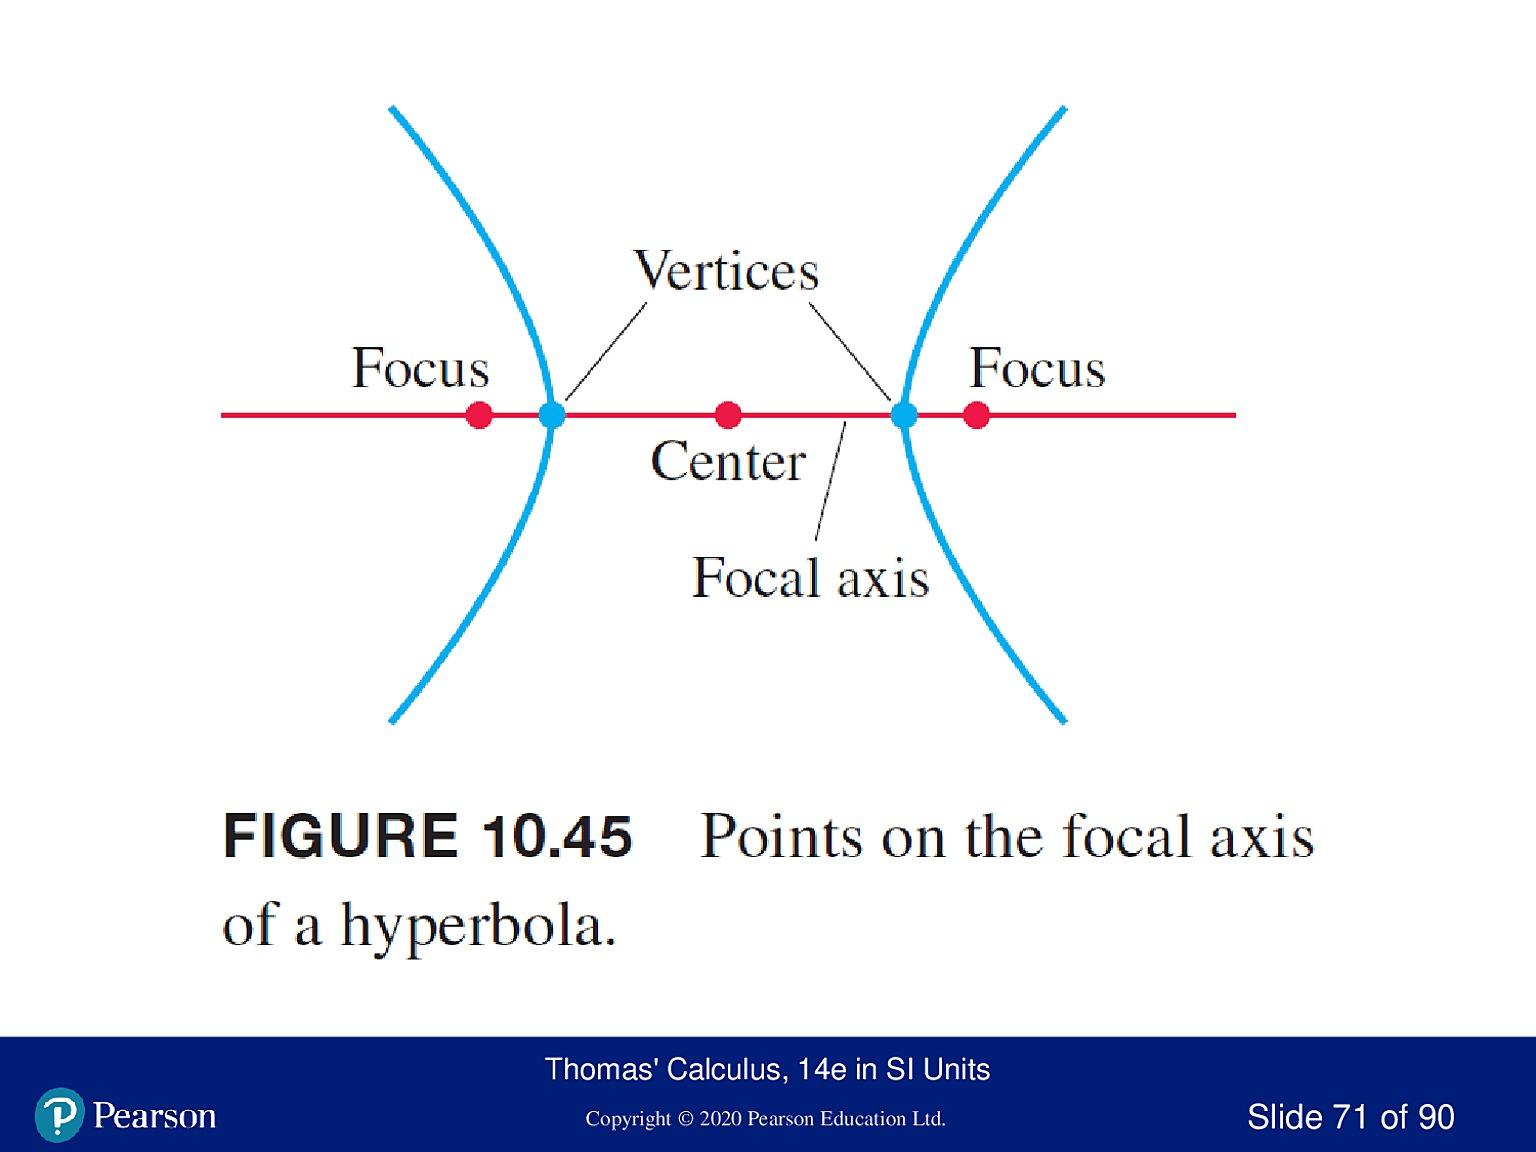 Vertices
Focus
Focus
Center
Focal axis
FIGURE 10.45 Points on the focal axis
of a hyperbola.
Thomas' Calculus, 14e in SI Units
Pearson
Copyright © 2020 Pearson Education Ltd.
Slide 71 of 90